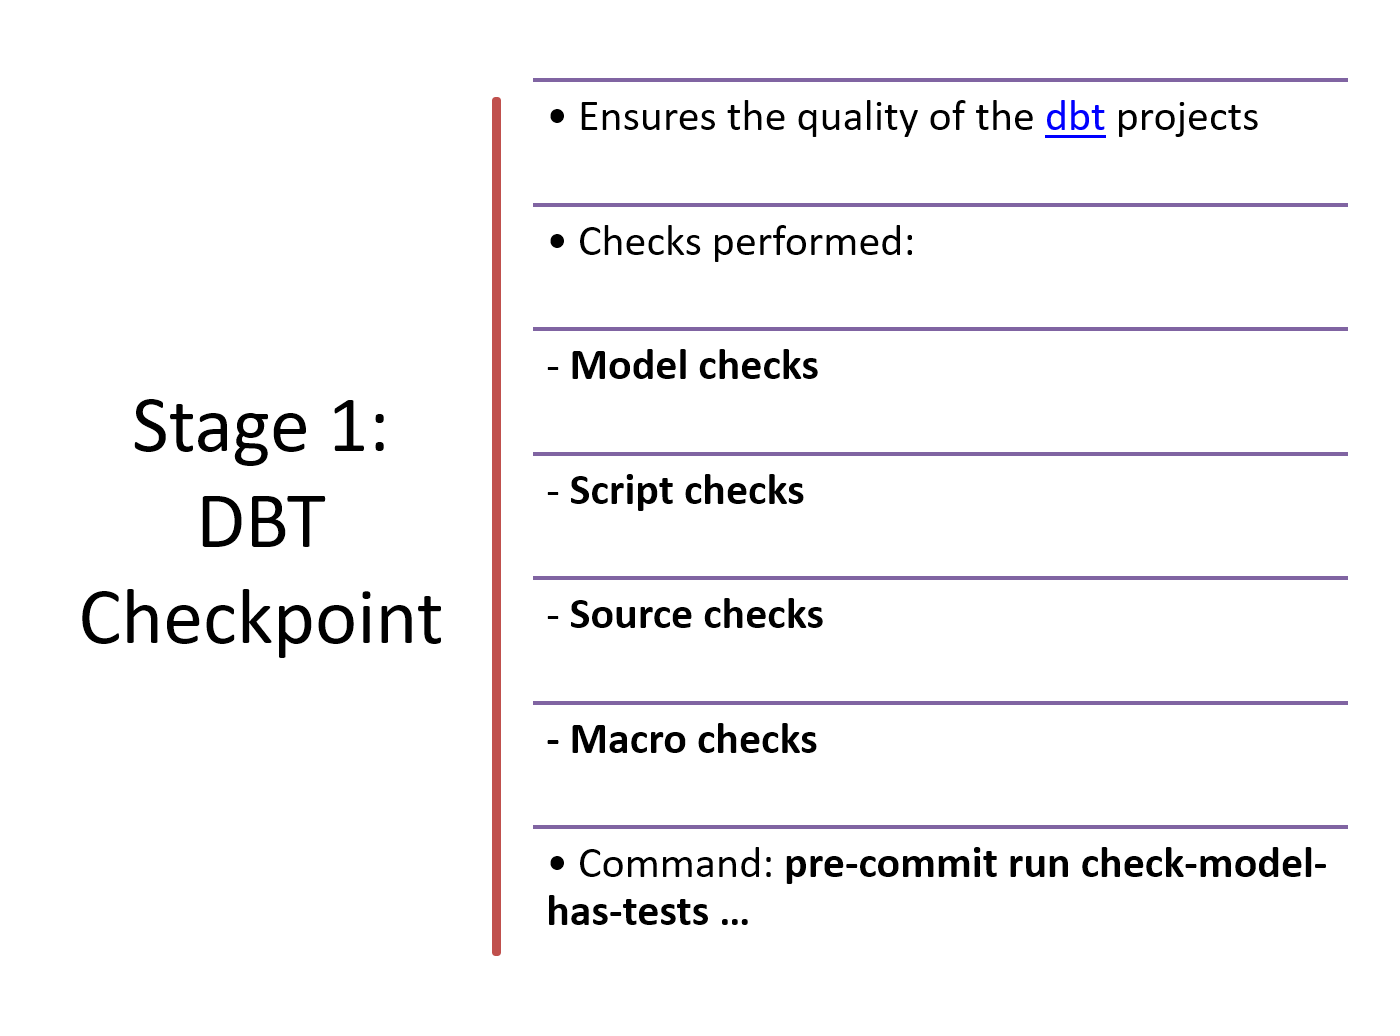 Stage 1:
DBT
Checkpoint
• Ensures the quality of the dbt projects
• Checks performed:
- Model checks
- Script checks
- Source checks
- Macro checks
• Command: pre-commit run check-model-
has-tests ...